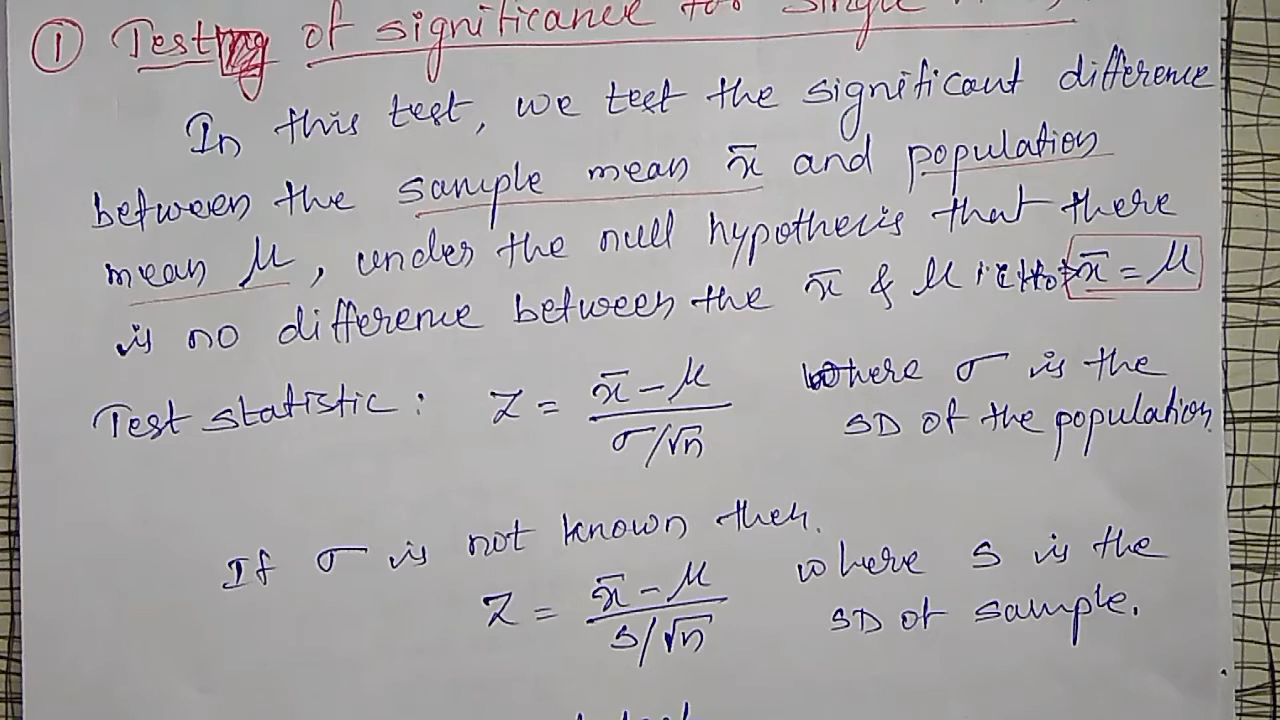 ① Testing of significance for single
In this test, we test the significant difference
between the sample mean x̄ and population
mean μ, under the null hypothesis that there
is no difference between the x̄ & μ i.e H₀: x̄ = μ
Test statistic : Z = (x̄ - μ) / (σ/√n) where σ is the
SD of the population.
If σ is not known then.
Z = (x̄ - μ) / (s/√n) where s is the
SD of sample.